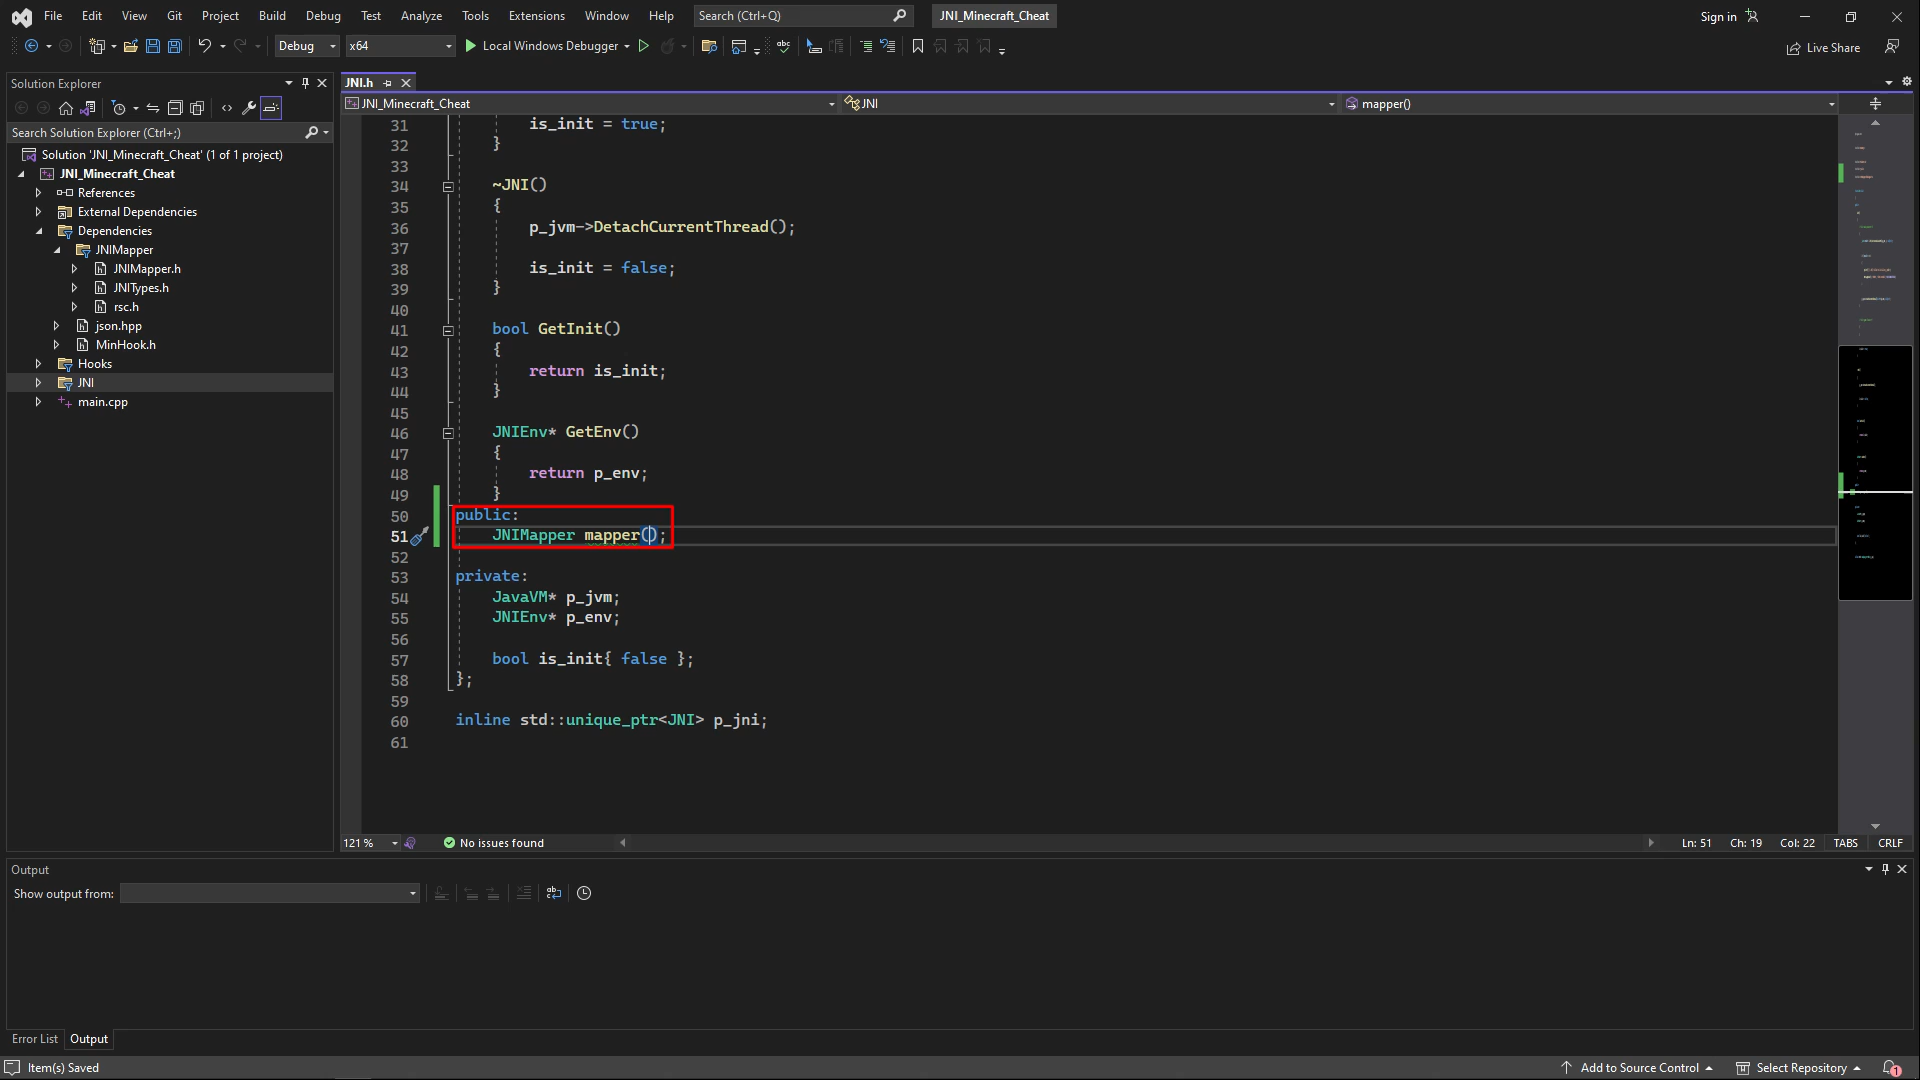 File Edit View Git Project Build Debug Test Analyze Tools Extensions Window Help Search (Ctrl+Q) JNI_Minecraft_Cheat Sign in
Debug x64 Local Windows Debugger Live Share
Solution Explorer
Search Solution Explorer (Ctrl+;)
Solution 'JNI_Minecraft_Cheat' (1 of 1 project)
JNI_Minecraft_Cheat
References
External Dependencies
Dependencies
JNIMapper
JNIMapper.h
JNITypes.h
rsc.h
json.hpp
MinHook.h
Hooks
JNI
main.cpp
JNI.h
JNI_Minecraft_Cheat JNI mapper()
31 is_init = true;
32 }
33
34 ~JNI()
35 {
36 p_jvm->DetachCurrentThread();
37
38 is_init = false;
39 }
40
41 bool GetInit()
42 {
43 return is_init;
44 }
45
46 JNIEnv* GetEnv()
47 {
48 return p_env;
49 }
50 public:
51 JNIMapper mapper();
52
53 private:
54 JavaVM* p_jvm;
55 JNIEnv* p_env;
56
57 bool is_init{ false };
58 };
59
60 inline std::unique_ptr<JNI> p_jni;
61
121 % No issues found Ln: 51 Ch: 19 Col: 22 TABS CRLF
Output
Show output from:
Error List Output
Item(s) Saved Add to Source Control Select Repository 1